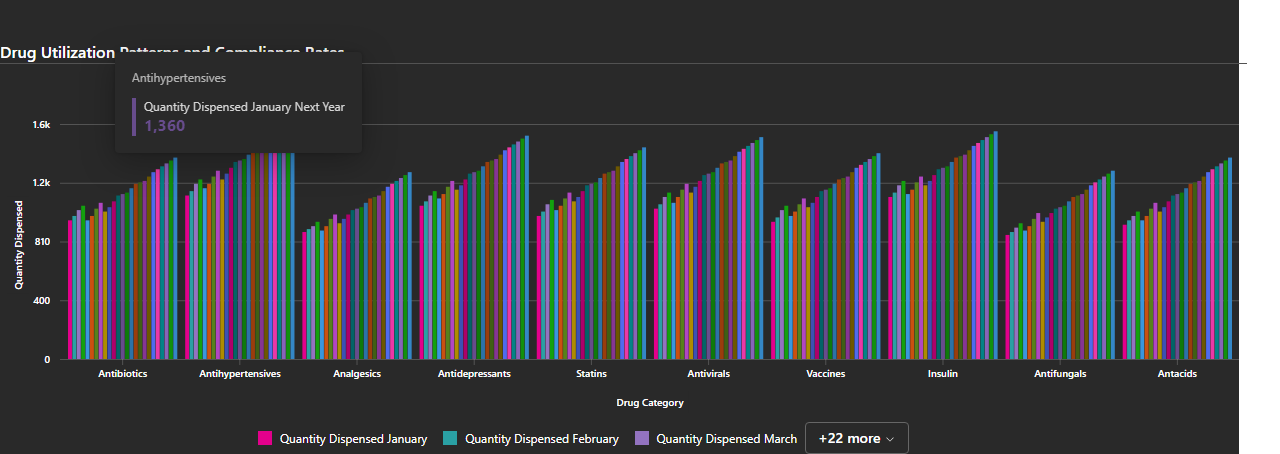 Drug Utilization Patterns and Compliance Rates
Antihypertensives
Quantity Dispensed January Next Year
1,360
1.6k
1.2k
810
400
0
Quantity Dispensed
Antibiotics
Antihypertensives
Analgesics
Antidepressants
Statins
Antivirals
Vaccines
Insulin
Antifungals
Antacids
Drug Category
Quantity Dispensed January
Quantity Dispensed February
Quantity Dispensed March
+22 more